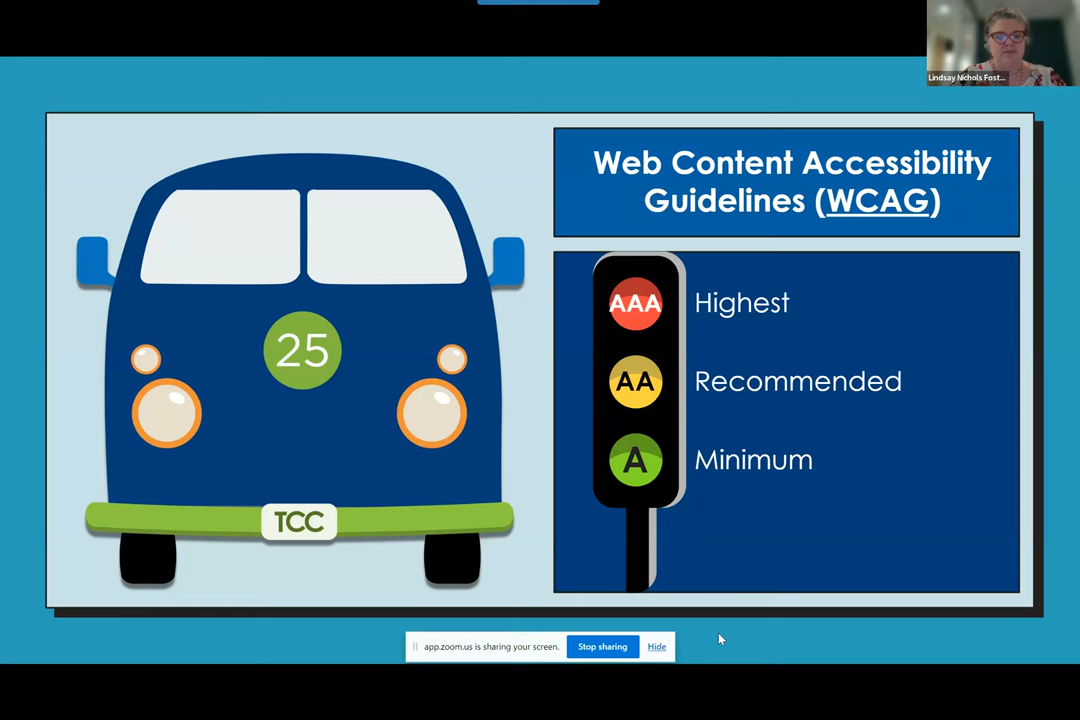 Lindsay Nichols Fost...
Web Content Accessibility
Guidelines (WCAG)
25
TCC
AAA
Highest
AA
Recommended
A
Minimum
app.zoom.us is sharing your screen.
Stop sharing
Hide